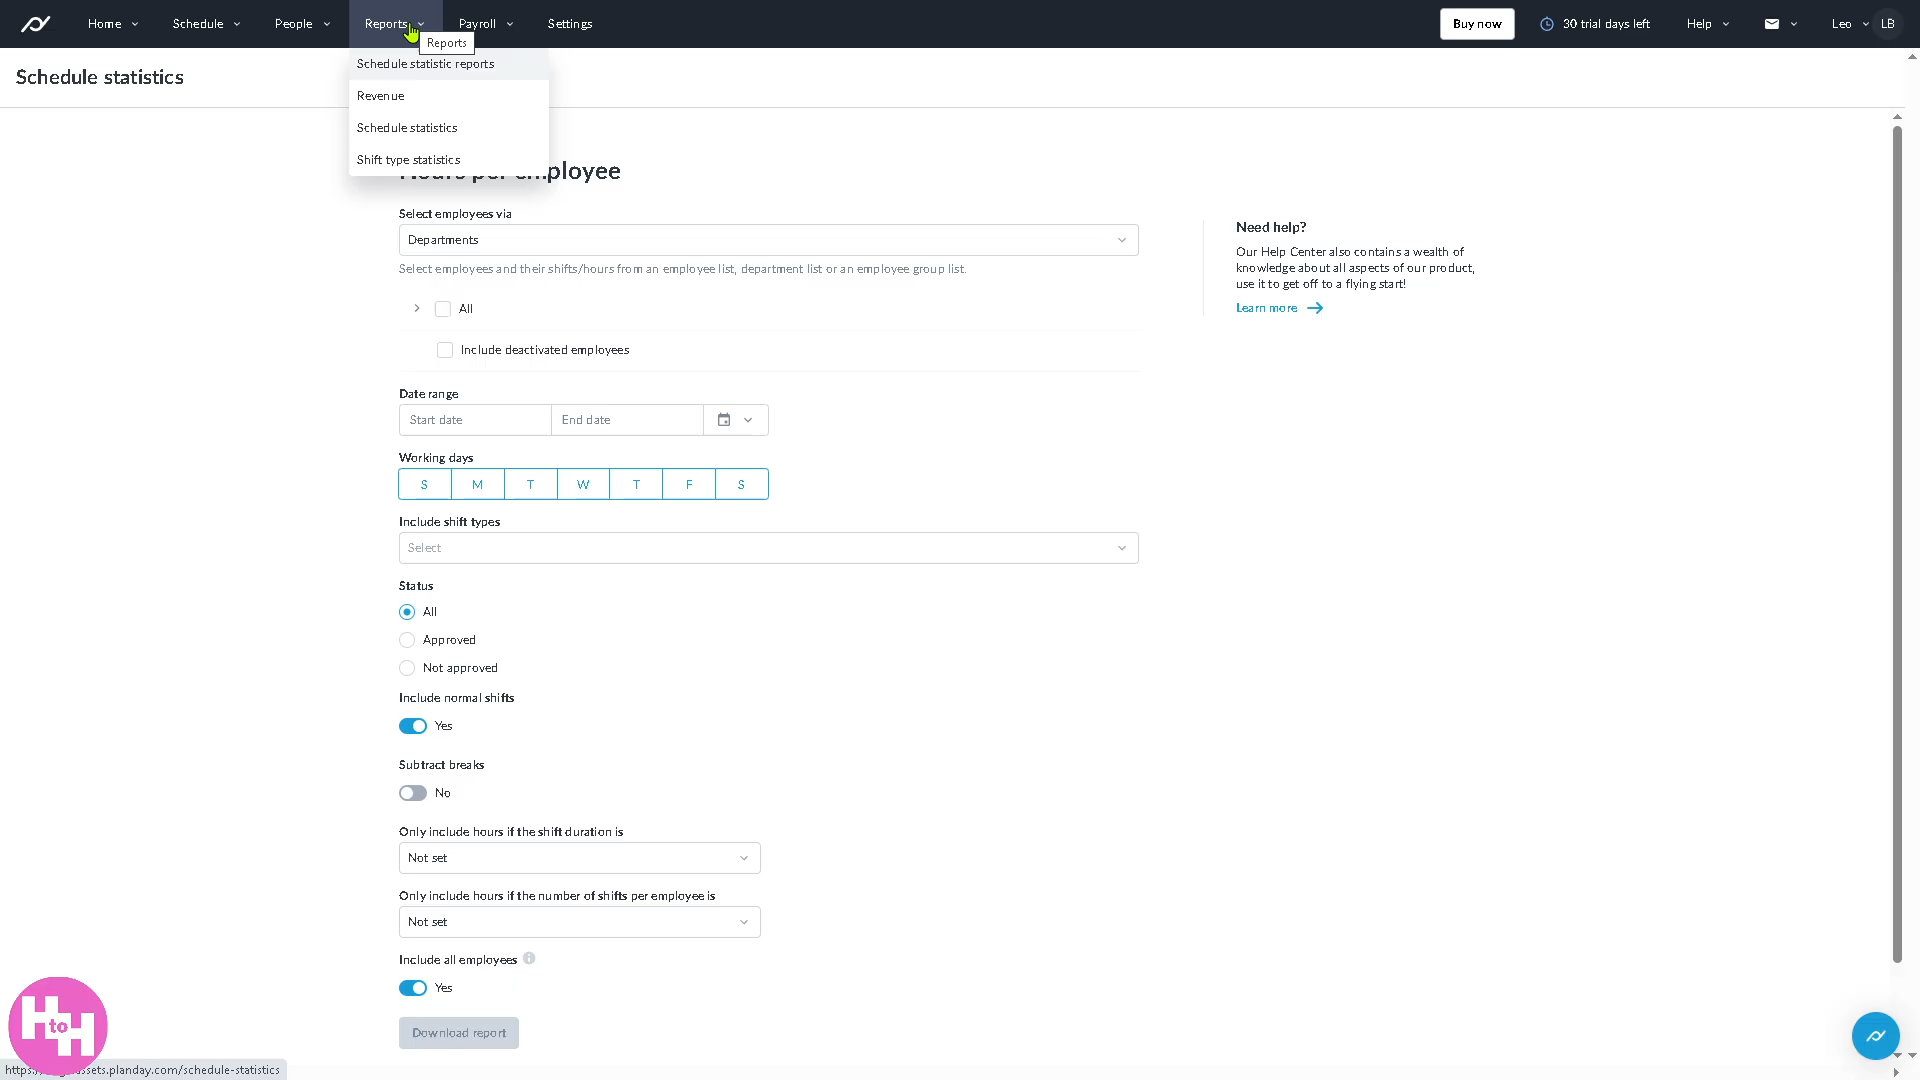 Home
Schedule
People
Reports
Payroll
Settings
Buy now
30 trial days left
Help
Leo
LB
Reports
Schedule statistics
Schedule statistic reports
Revenue
Schedule statistics
Shift type statistics
Hours per employee
Select employees via
Departments
Select employees and their shifts/hours from an employee list, department list or an employee group list.
All
Include deactivated employees
Need help?
Our Help Center also contains a wealth of
knowledge about all aspects of our product,
use it to get off to a flying start!
Learn more
Date range
Start date
End date
Working days
S M T W T F S
Include shift types
Select
Status
All
Approved
Not approved
Include normal shifts
Yes
Subtract breaks
No
Only include hours if the shift duration is
Not set
Only include hours if the number of shifts per employee is
Not set
Include all employees
Yes
Download report
H to H
planday.com/schedule-statistics